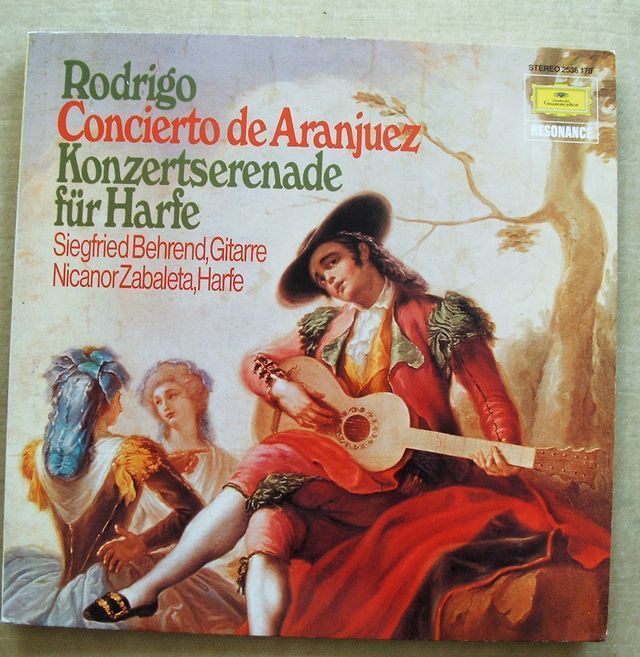 STEREO 2535 170
Deutsche
Grammophon
RESONANCE
Rodrigo
Concierto de Aranjuez
Konzertserenade
für Harfe
Siegfried Behrend,Gitarre
Nicanor Zabaleta,Harfe